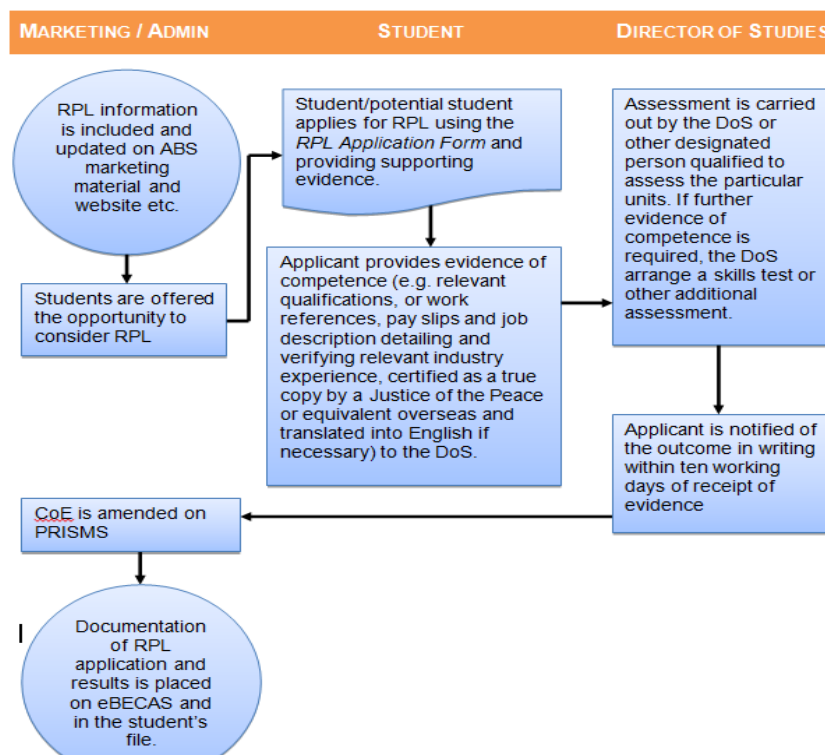 MARKETING / ADMIN
STUDENT
DIRECTOR OF STUDIES
RPL information
is included and
updated on ABS
marketing
material and
website etc.
Students are offered
the opportunity to
consider RPL
Student/potential student
applies for RPL using the
RPL Application Form and
providing supporting
evidence.
Applicant provides evidence of
competence (e.g. relevant
qualifications, or work
references, pay slips and job
description detailing and
verifying relevant industry
experience, certified as a true
copy by a Justice of the Peace
or equivalent overseas and
translated into English if
necessary) to the DoS.
Assessment is carried
out by the DoS or
other designated
person qualified to
assess the particular
units. If further
evidence of
competence is
required, the DoS
arrange a skills test or
other additional
assessment.
Applicant is notified of
the outcome in writing
within ten working
days of receipt of
evidence
CoE is amended on
PRISMS
Documentation
of RPL
application and
results is placed
on eBECAS and
in the student's
file.